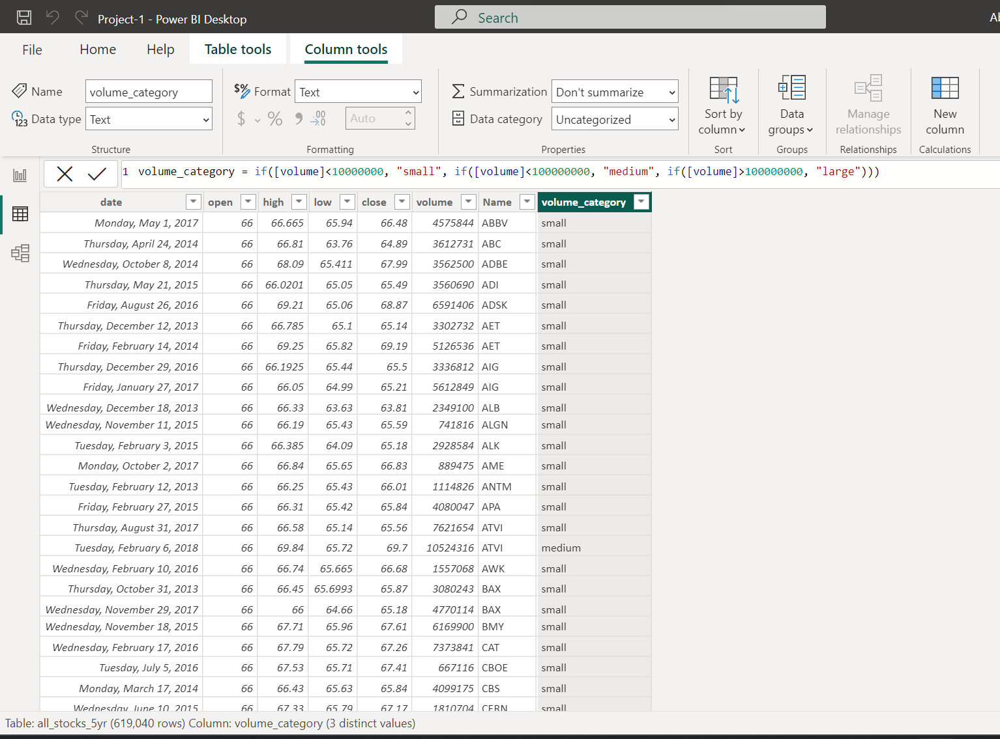 Project-1 - Power BI Desktop
Search
File Home Help Table tools Column tools
Name volume_category
Data type Text
Structure
$% Format Text
$ % Auto
Formatting
Summarization Don't summarize
Data category Uncategorized
Properties
Sort by column
Sort
Data groups
Groups
Manage relationships
Relationships
New column
Calculations
1 volume_category = if([volume]<10000000, "small", if([volume]<100000000, "medium", if([volume]>100000000, "large")))
date open high low close volume Name volume_category
Monday, May 1, 2017 66 66.665 65.94 66.48 4575844 ABBV small
Thursday, April 24, 2014 66 66.81 63.76 64.89 3612731 ABC small
Wednesday, October 8, 2014 66 68.09 65.411 67.99 3562500 ADBE small
Thursday, May 21, 2015 66 66.0201 65.05 65.49 3560690 ADI small
Friday, August 26, 2016 66 69.21 65.06 68.87 6591406 ADSK small
Thursday, December 12, 2013 66 66.785 65.1 65.14 3302732 AET small
Friday, February 14, 2014 66 69.25 65.82 69.19 5126536 AET small
Thursday, December 29, 2016 66 66.1925 65.44 65.5 3336812 AIG small
Friday, January 27, 2017 66 66.05 64.99 65.21 5612849 AIG small
Wednesday, December 18, 2013 66 66.33 63.63 63.81 2349100 ALB small
Wednesday, November 11, 2015 66 66.19 65.43 65.59 741816 ALGN small
Tuesday, February 3, 2015 66 66.385 64.09 65.18 2928584 ALK small
Monday, October 2, 2017 66 66.84 65.65 66.83 889475 AME small
Tuesday, February 12, 2013 66 66.25 65.43 66.01 1114826 ANTM small
Friday, February 27, 2015 66 66.31 65.42 65.84 4080047 APA small
Thursday, August 31, 2017 66 66.58 65.14 65.56 7621654 ATVI small
Tuesday, February 6, 2018 66 69.84 65.72 69.7 10524316 ATVI medium
Wednesday, February 10, 2016 66 66.74 65.665 66.68 1557068 AWK small
Thursday, October 31, 2013 66 66.45 65.6993 65.87 3080243 BAX small
Wednesday, November 29, 2017 66 66 64.66 65.18 4770114 BAX small
Wednesday, November 18, 2015 66 67.71 65.96 67.61 6169900 BMY small
Wednesday, February 17, 2016 66 67.79 65.72 67.26 7373841 CAT small
Tuesday, July 5, 2016 66 67.53 65.71 67.41 667116 CBOE small
Monday, March 17, 2014 66 66.43 65.63 65.84 4099175 CBS small
Wednesday, June 10, 2015 66 67.33 65.79 67.17 1810704 CERN small
Table: all_stocks_5yr (619,040 rows) Column: volume_category (3 distinct values)